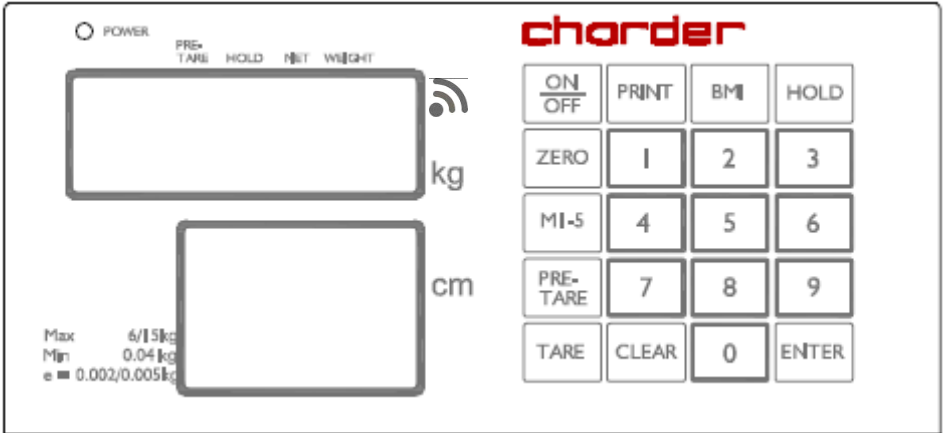 POWER
PRE-
TARE HOLD NET WEIGHT
kg
cm
Max 6/15kg
Min 0.04 kg
e = 0.002/0.005kg
charder
ON
OFF
PRINT BMI HOLD
ZERO 1 2 3
M1-5 4 5 6
PRE-
TARE
7 8 9
TARE CLEAR 0 ENTER